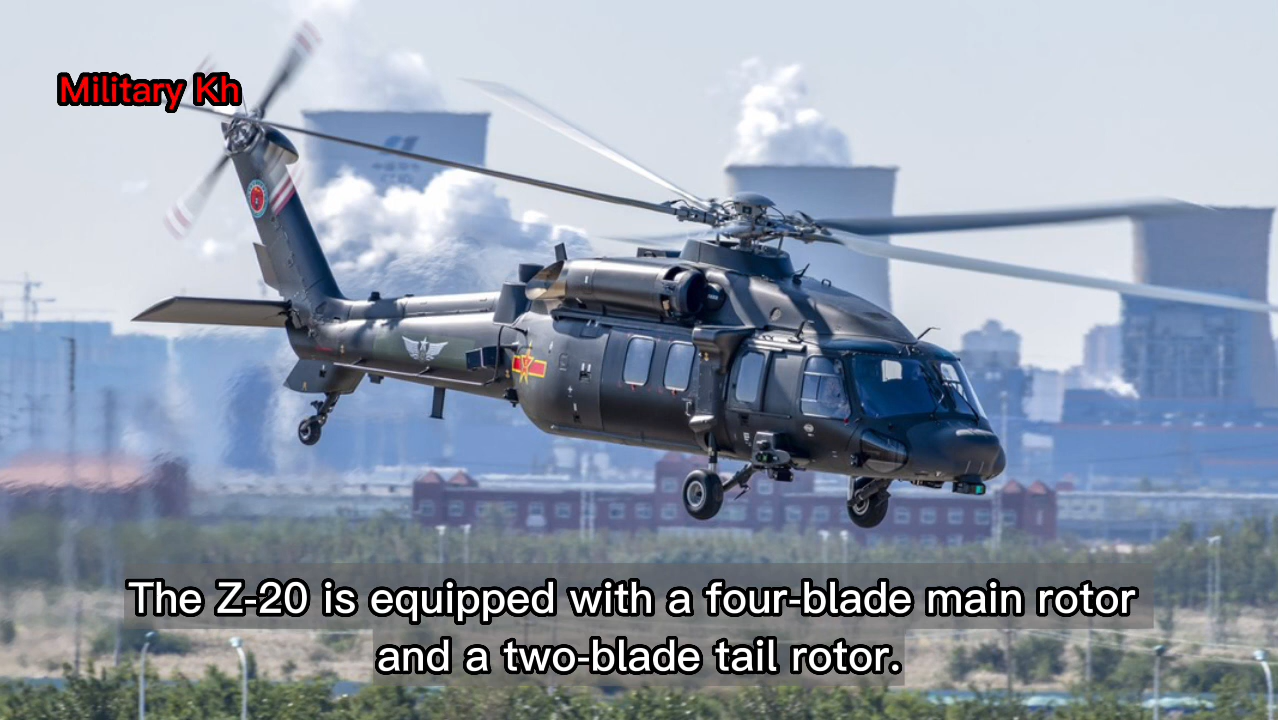 Military Kh
The Z-20 is equipped with a four-blade main rotor
and a two-blade tail rotor.